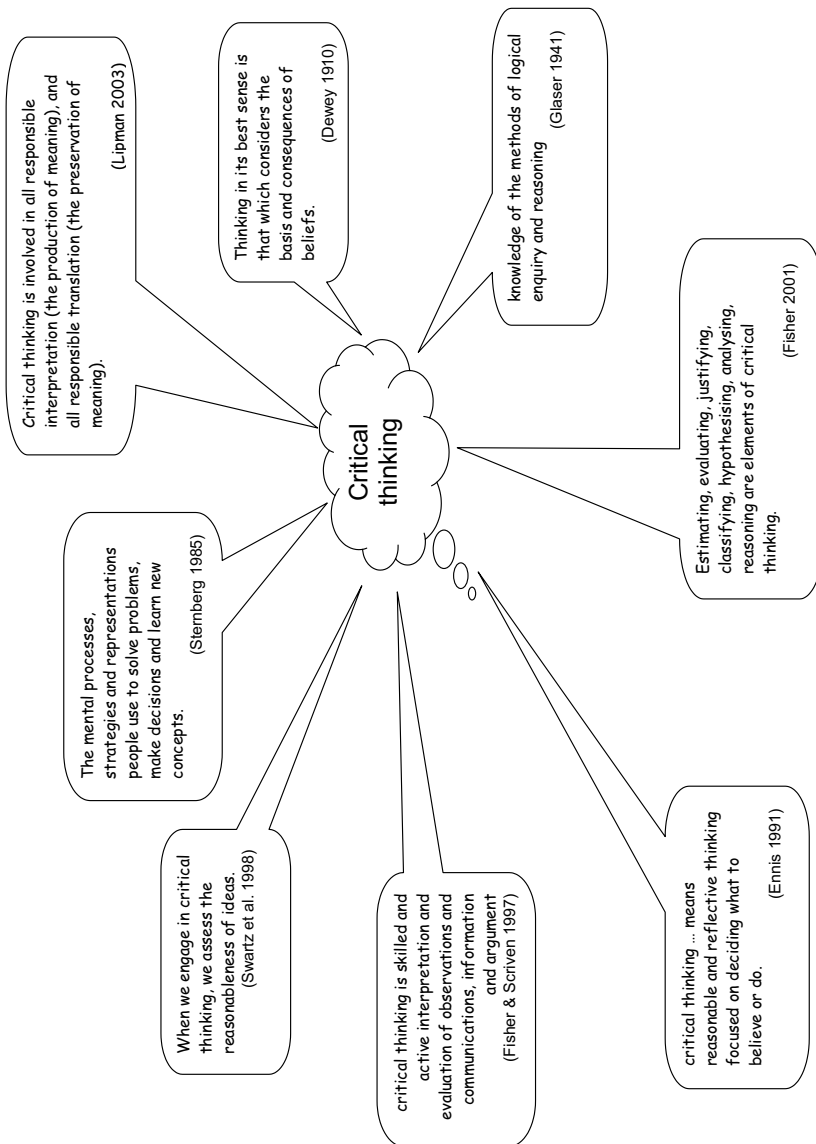 When we engage in critical
thinking, we assess the
reasonableness of ideas.
(Swartz et al. 1998)
The mental processes,
strategies and representations
people use to solve problems,
make decisions and learn new
concepts.
(Sternberg 1985)
Critical thinking is involved in all responsible
interpretation (the production of meaning), and
all responsible translation (the preservation of
meaning).
(Lipman 2003)
Thinking in its best sense is
that which considers the
basis and consequences of
beliefs.
(Dewey 1910)
Critical
thinking
critical thinking is skilled and
active interpretation and
evaluation of observations and
communications, information
and argument
(Fisher & Scriven 1997)
knowledge of the methods of logical
enquiry and reasoning
(Glaser 1941)
critical thinking ... means
reasonable and reflective thinking
focused on deciding what to
believe or do.
(Ennis 1991)
Estimating, evaluating, justifying,
classifying, hypothesising, analysing,
reasoning are elements of critical
thinking.
(Fisher 2001)